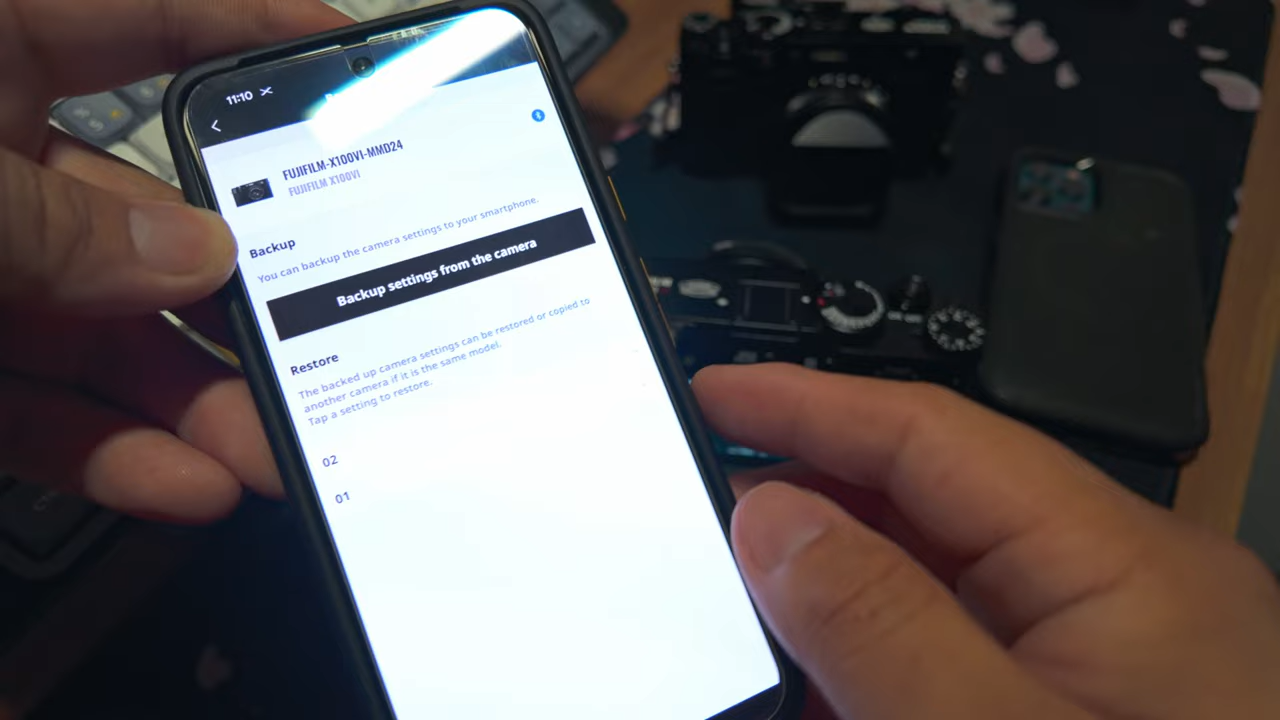 11:10
FUJIFILM-X100VI-MMD24
FUJIFILM X100VI
Backup
You can backup the camera settings to your smartphone.
Backup settings from the camera
Restore
The backed up camera settings can be restored or copied to
another camera if it is the same model.
Tap a setting to restore.
02
01